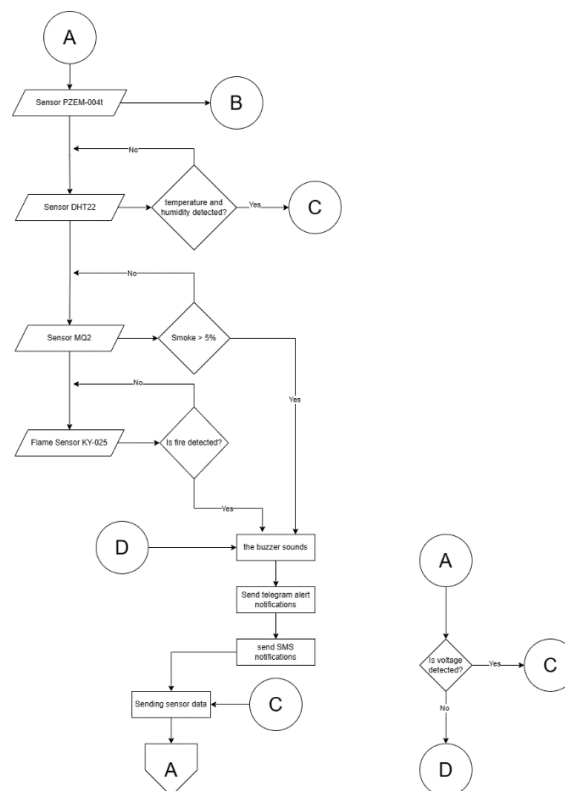 A
Sensor PZEM-004t
B
No
Sensor DHT22
temperature and
humidity detected?
Yes
C
No
Sensor MQ2
Smoke > 5%
No
Yes
Flame Sensor KY-025
Is fire detected?
Yes
D
the buzzer sounds
Send telegram alert
notifications
send SMS
notifications
Sending sensor data
C
A
A
Is voltage
detected?
Yes
C
No
D